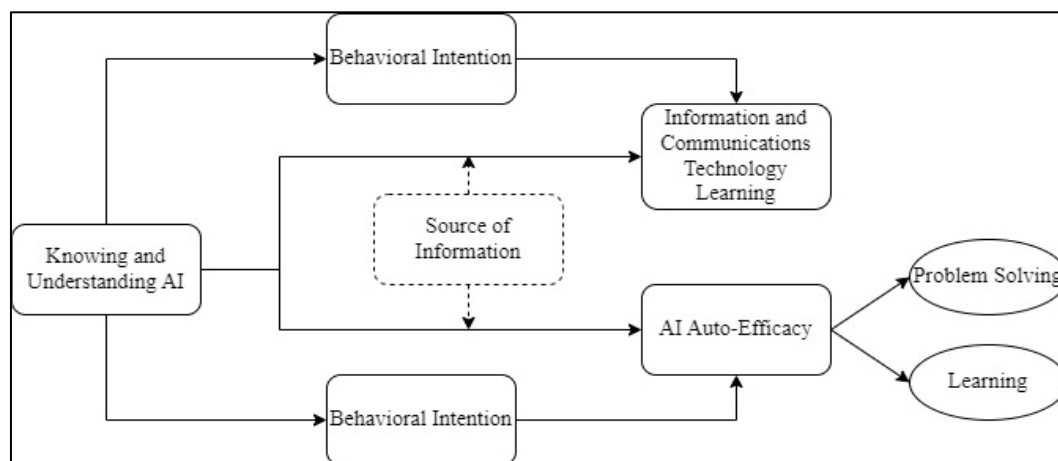 Behavioral Intention
Information and
Communications
Technology
Learning
Source of
Information
Knowing and
Understanding AI
Problem Solving
AI Auto-Efficacy
Learning
Behavioral Intention